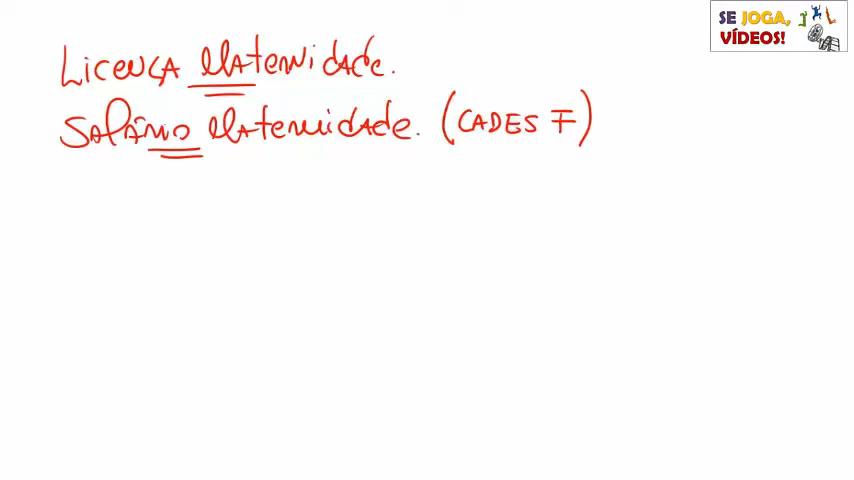 SE JOGA,
VÍDEOS!
Licença Maternidade.
Salário Maternidade. (CADES F)